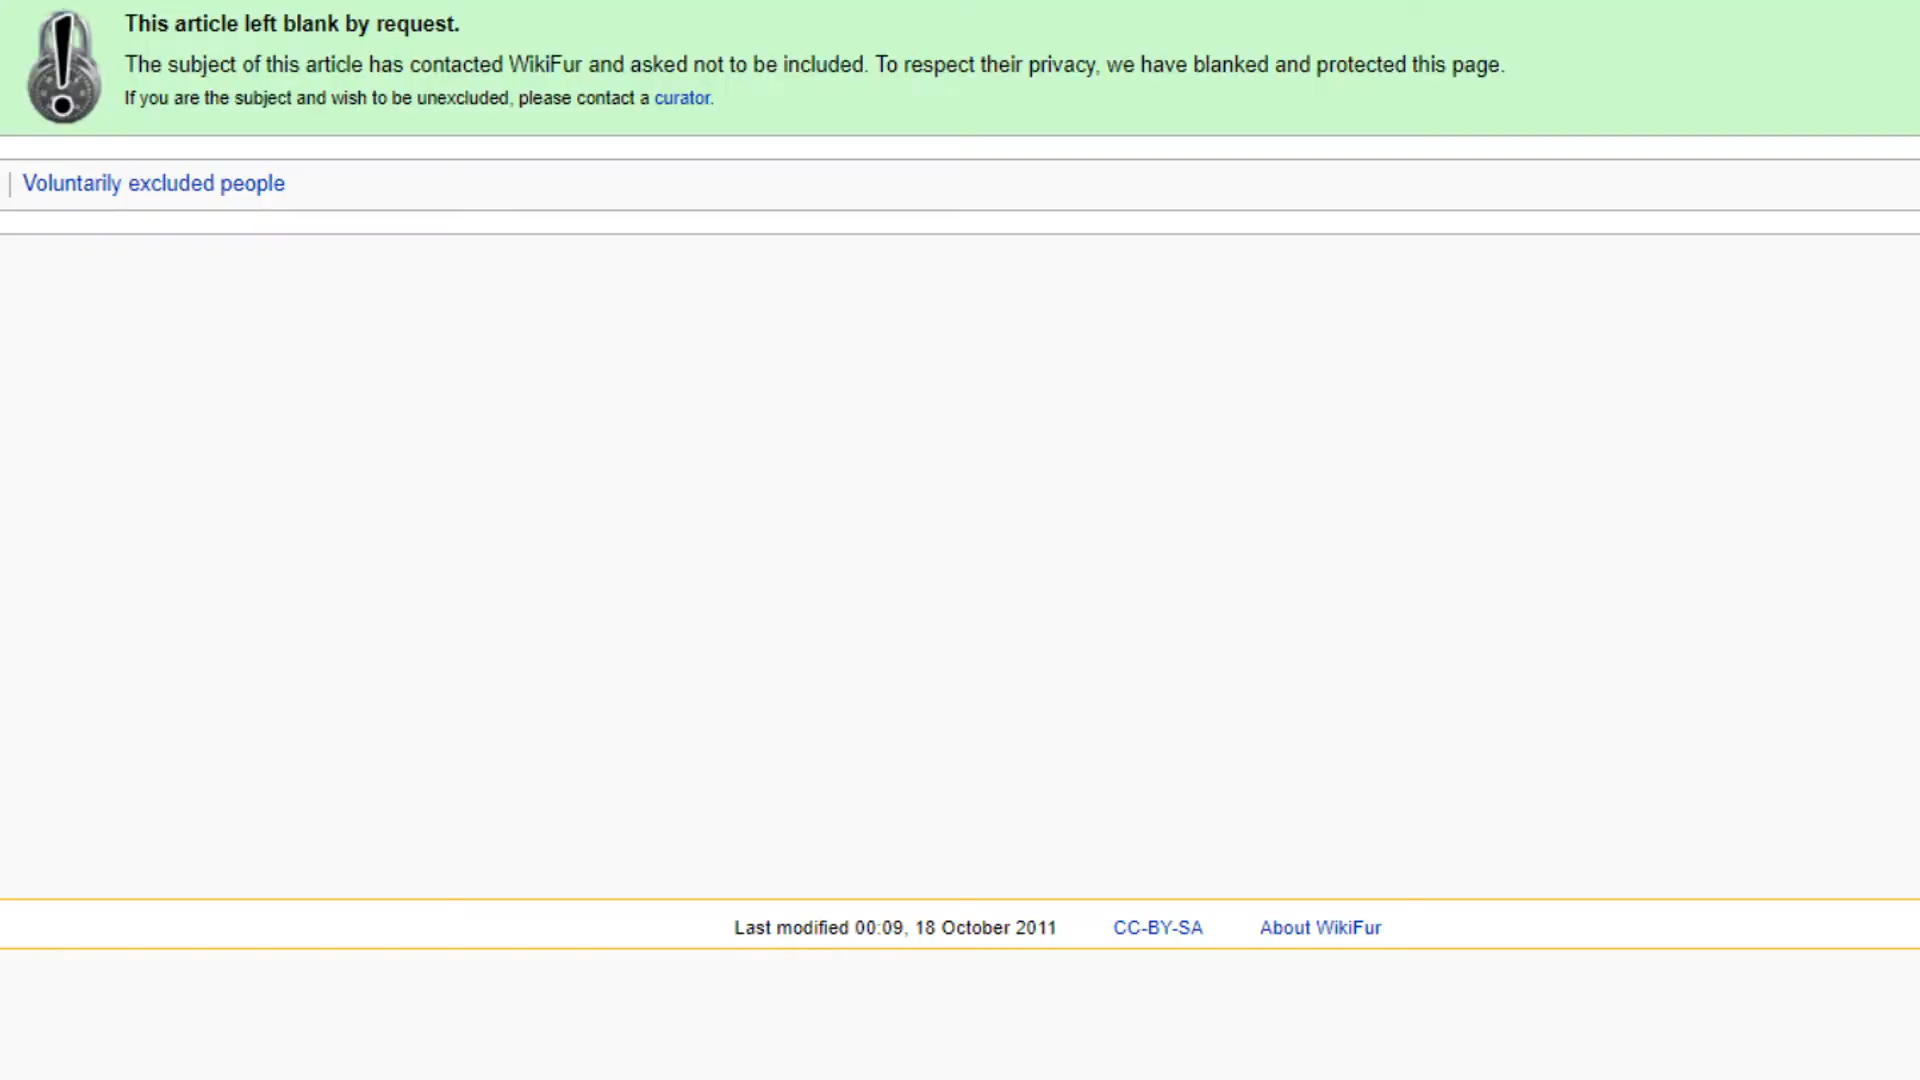 This article left blank by request.
The subject of this article has contacted WikiFur and asked not to be included. To respect their privacy, we have blanked and protected this page.
If you are the subject and wish to be unexcluded, please contact a curator.
| Voluntarily excluded people
Last modified 00:09, 18 October 2011 CC-BY-SA About WikiFur